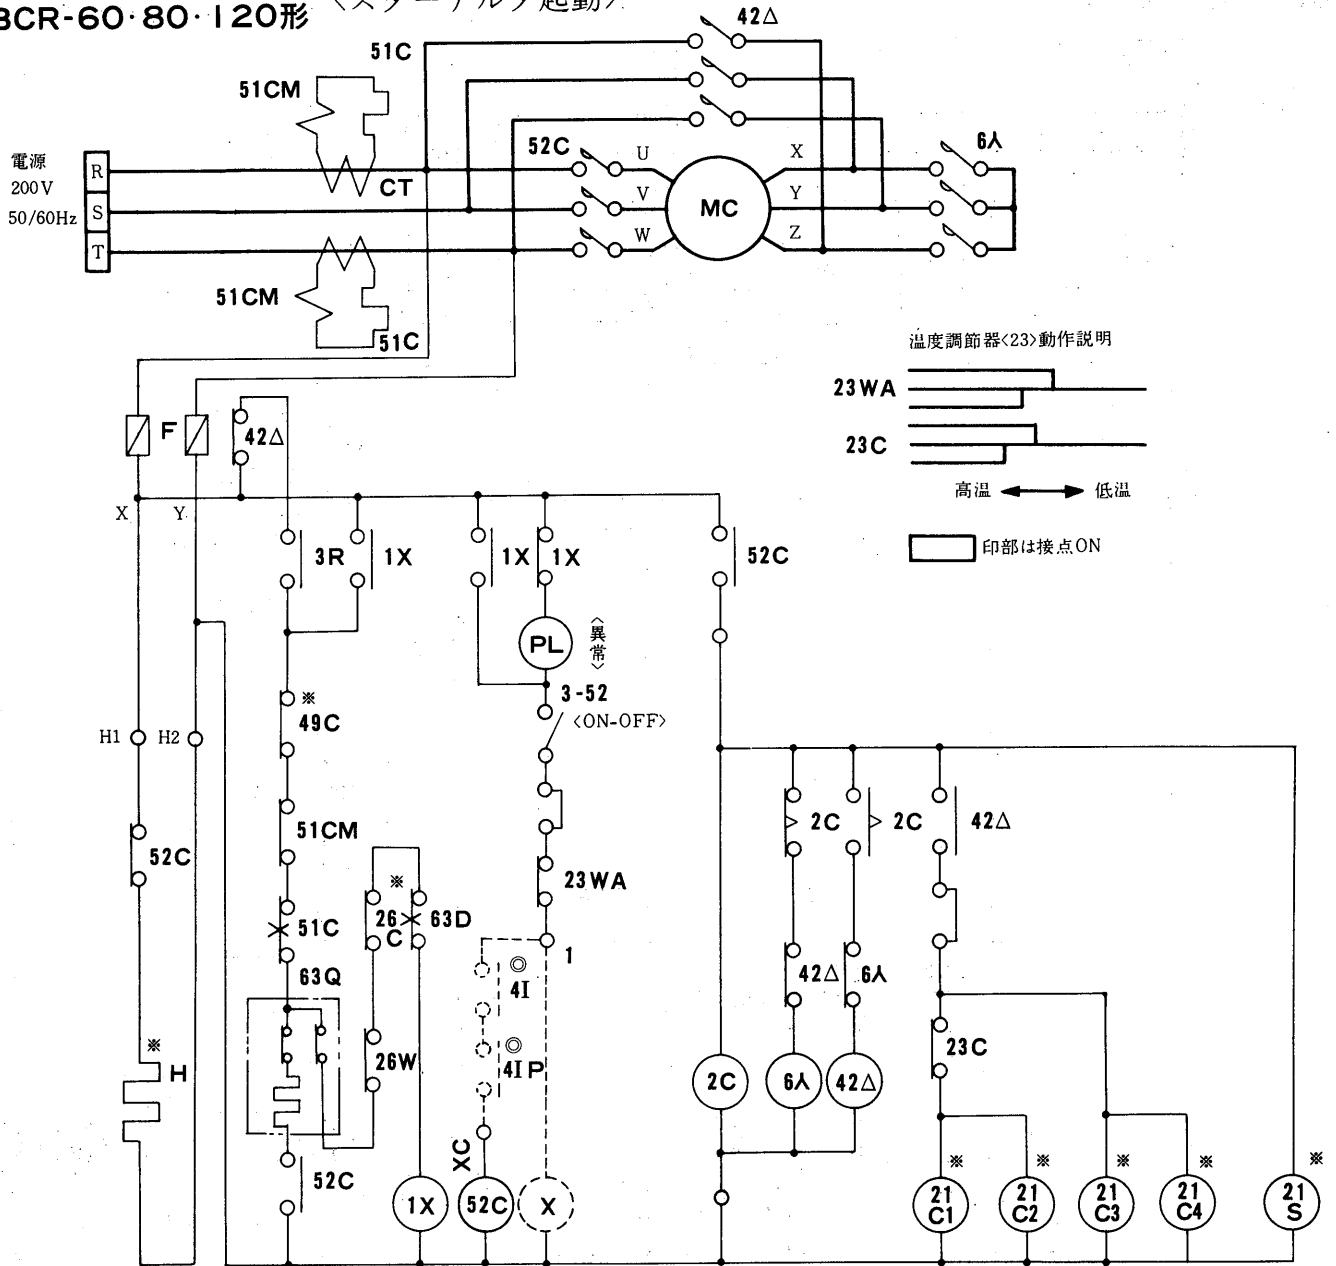 BCR-60·80·120形 〈スターデルタ起動〉
42△
51C
51CM
電源
200V
50/60Hz
R
S
T
CT
52C
U
V
W
MC
X
Y
Z
6人
51CM
51C
温度調節器〈23〉動作説明
23WA
23C
高温 低温
印部は接点ON
F
42△
X
Y
3R
1X
1X
1X
52C
PL
〈異常〉
3-52
〈ON-OFF〉
※
49C
H1
H2
51CM
2C
2C
42△
52C
23WA
※
26C
63D
51C
63Q
1
◎
4I
◎
4IP
42△
6人
26W
23C
※
H
2C
6人
42△
52C
XC
1X
52C
X
※
21C1
※
21C2
※
21C3
※
21C4
※
21S